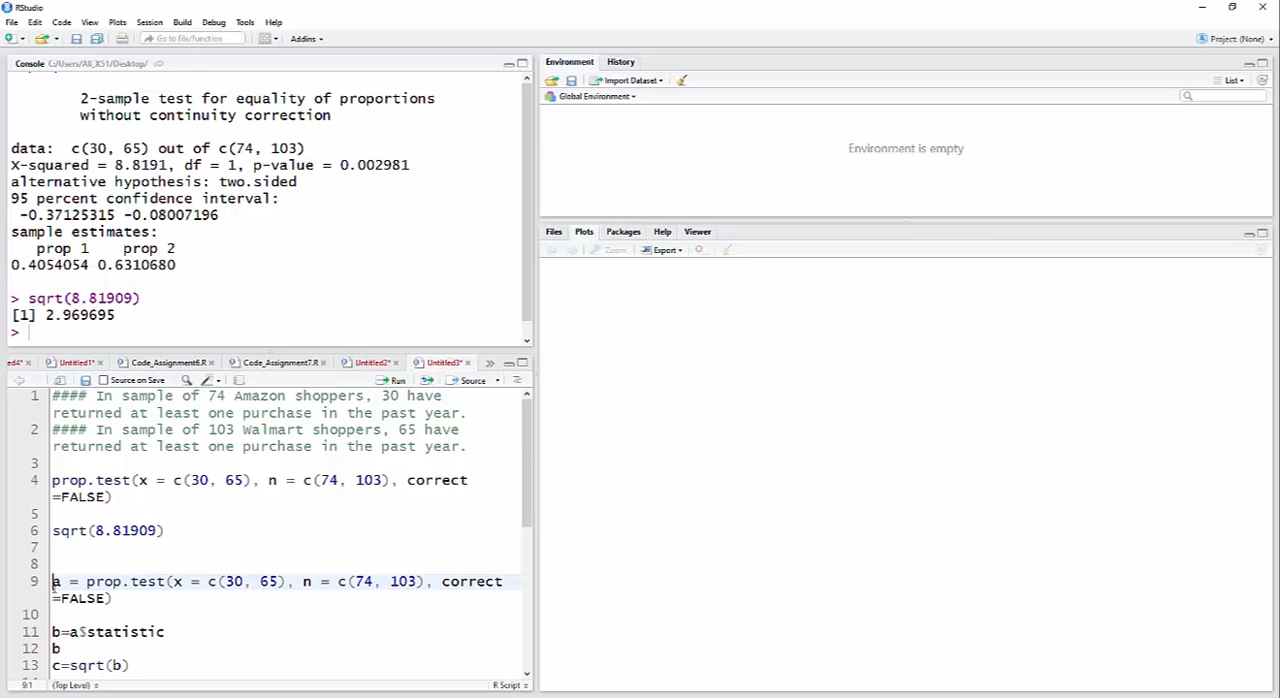 RStudio
File Edit Code View Plots Session Build Debug Tools Help
Go to file/function
Addins
Project: (None)
Console C:/Users/Ali_X51/Desktop/
2-sample test for equality of proportions
without continuity correction
data:  c(30, 65) out of c(74, 103)
X-squared = 8.8191, df = 1, p-value = 0.002981
alternative hypothesis: two.sided
95 percent confidence interval:
-0.37125315 -0.08007196
sample estimates:
prop 1    prop 2
0.4054054 0.6310680
> sqrt(8.81909)
[1] 2.969695
>
ed4* Untitled1* Code_Assignment6.R Code_Assignment7.R Untitled2* Untitled3*
Source on Save Run Source
1 #### In sample of 74 Amazon shoppers, 30 have
returned at least one purchase in the past year.
2 #### In sample of 103 Walmart shoppers, 65 have
returned at least one purchase in the past year.
3
4 prop.test(x = c(30, 65), n = c(74, 103), correct
=FALSE)
5
6 sqrt(8.81909)
7
8
9 a = prop.test(x = c(30, 65), n = c(74, 103), correct
=FALSE)
10
11 b=a$statistic
12 b
13 c=sqrt(b)
9:1 (Top Level) R Script
Environment History
Import Dataset List
Global Environment
Environment is empty
Files Plots Packages Help Viewer
Zoom Export